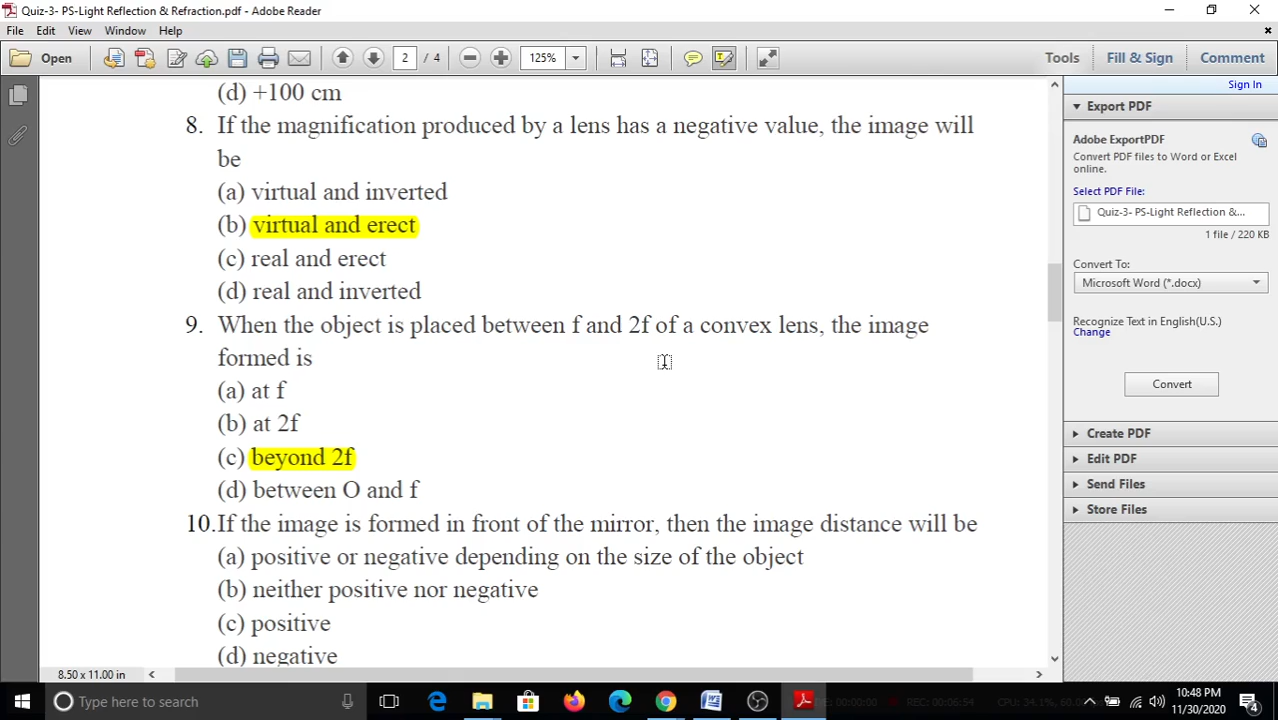 Quiz-3- PS-Light Reflection & Refraction.pdf - Adobe Reader
File Edit View Window Help
Open 2 / 4 125% Tools Fill & Sign Comment
Sign In
(d) +100 cm
8. If the magnification produced by a lens has a negative value, the image will
be
(a) virtual and inverted
(b) virtual and erect
(c) real and erect
(d) real and inverted
9. When the object is placed between f and 2f of a convex lens, the image
formed is
(a) at f
(b) at 2f
(c) beyond 2f
(d) between O and f
10.If the image is formed in front of the mirror, then the image distance will be
(a) positive or negative depending on the size of the object
(b) neither positive nor negative
(c) positive
(d) negative
8.50 x 11.00 in
Export PDF
Adobe ExportPDF
Convert PDF files to Word or Excel
online.
Select PDF File:
Quiz-3- PS-Light Reflection &...
1 file / 220 KB
Convert To:
Microsoft Word (*.docx)
Recognize Text in English(U.S.)
Change
Convert
Create PDF
Edit PDF
Send Files
Store Files
Type here to search
REC: 00:06:54
10:48 PM
11/30/2020
4